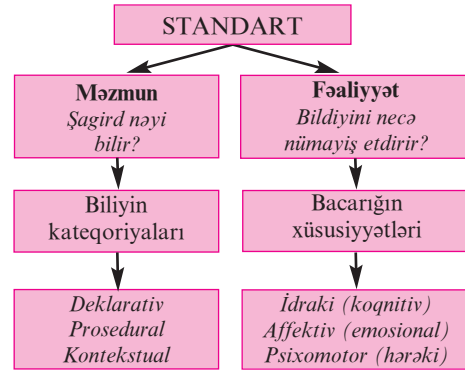 STANDART
Məzmun
Şagird nəyi
bilir?
Fəaliyyət
Bildiyini necə
nümayiş etdirir?
Biliyin
kateqoriyaları
Bacarığın
xüsusiyyətləri
Deklarativ
Prosedural
Kontekstual
İdraki (koqnitiv)
Affektiv (emosional)
Psixomotor (hərəki)